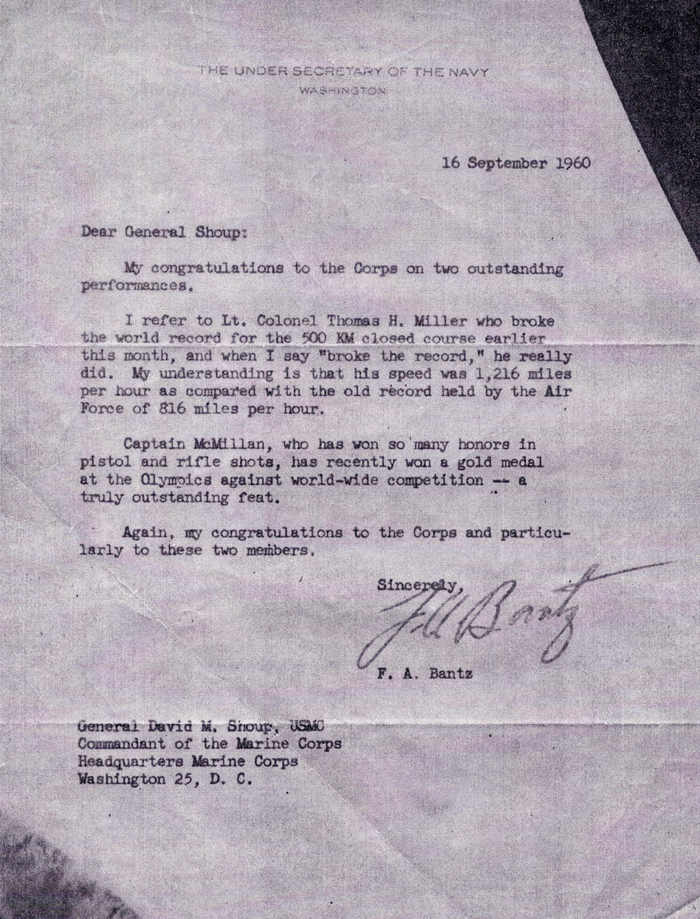 THE UNDER SECRETARY OF THE NAVY
WASHINGTON
16 September 1960
Dear General Shoup:
My congratulations to the Corps on two outstanding
performances.
I refer to Lt. Colonel Thomas H. Miller who broke
the world record for the 500 KM closed course earlier
this month, and when I say "broke the record," he really
did. My understanding is that his speed was 1,216 miles
per hour as compared with the old record held by the Air
Force of 816 miles per hour.
Captain McMillan, who has won so many honors in
pistol and rifle shots, has recently won a gold medal
at the Olympics against world-wide competition -- a
truly outstanding feat.
Again, my congratulations to the Corps and particu-
larly to these two members.
Sincerely,
F A Bantz
F. A. Bantz
General David M. Shoup, USMC
Commandant of the Marine Corps
Headquarters Marine Corps
Washington 25, D. C.